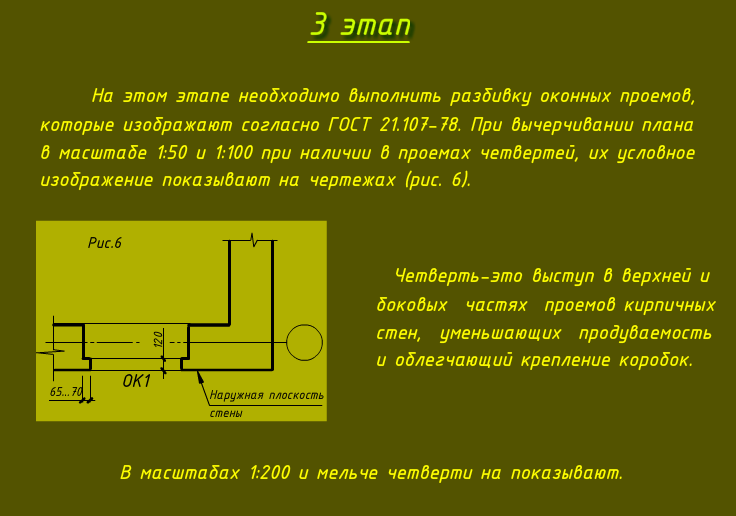 3 этап
На этом этапе необходимо выполнить разбивку оконных проемов,
которые изображают согласно ГОСТ 21.107-78. При вычерчивании плана
в масштабе 1:50 и 1:100 при наличии в проемах четвертей, их условное
изображение показывают на чертежах (рис. 6).
Рис.6
120
ОК1
65...70
Наружная плоскость
стены
Четверть-это выступ в верхней и
боковых частях проемов кирпичных
стен, уменьшающих продуваемость
и облегчающий крепление коробок.
В масштабах 1:200 и мельче четверти на показывают.